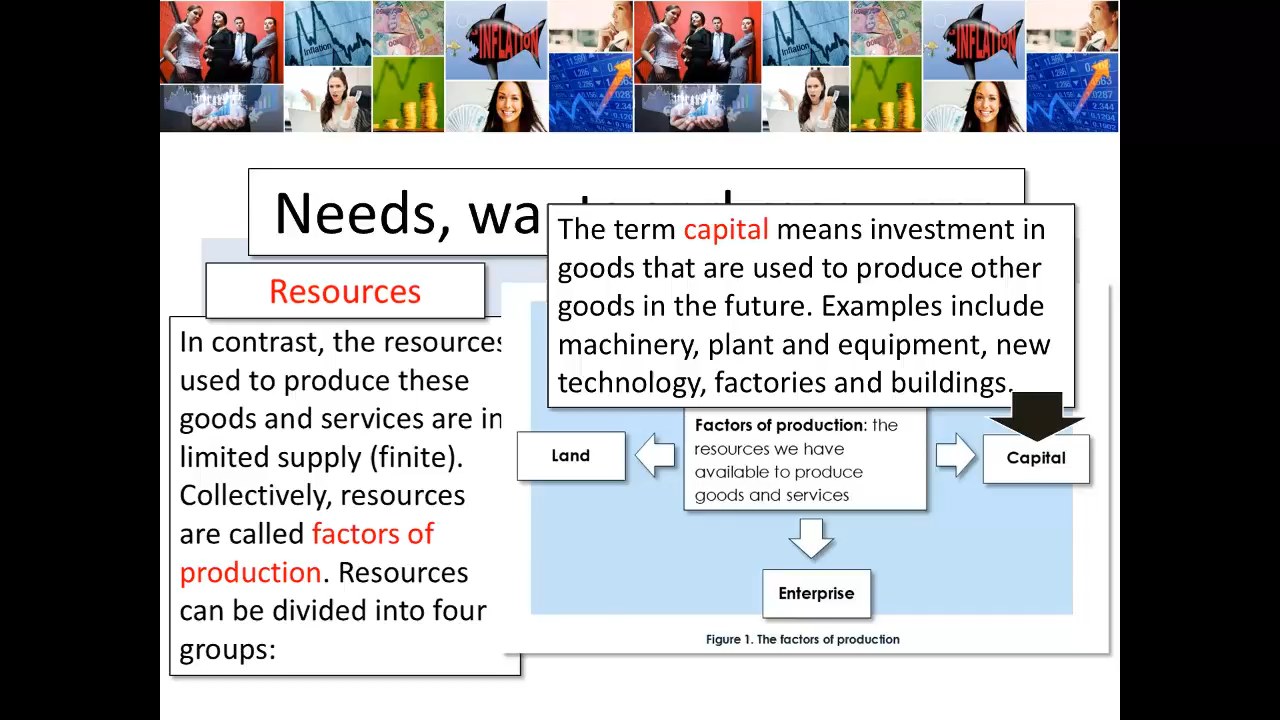 Inflation
INFLATION
Inflation
INFLATION
Needs, wa
The term capital means investment in
goods that are used to produce other
goods in the future. Examples include
machinery, plant and equipment, new
technology, factories and buildings.
Resources
In contrast, the resources
used to produce these
goods and services are in
limited supply (finite).
Collectively, resources
are called factors of
production. Resources
can be divided into four
groups:
Factors of production: the
resources we have
available to produce
goods and services
Land
Capital
Enterprise
Figure 1. The factors of production